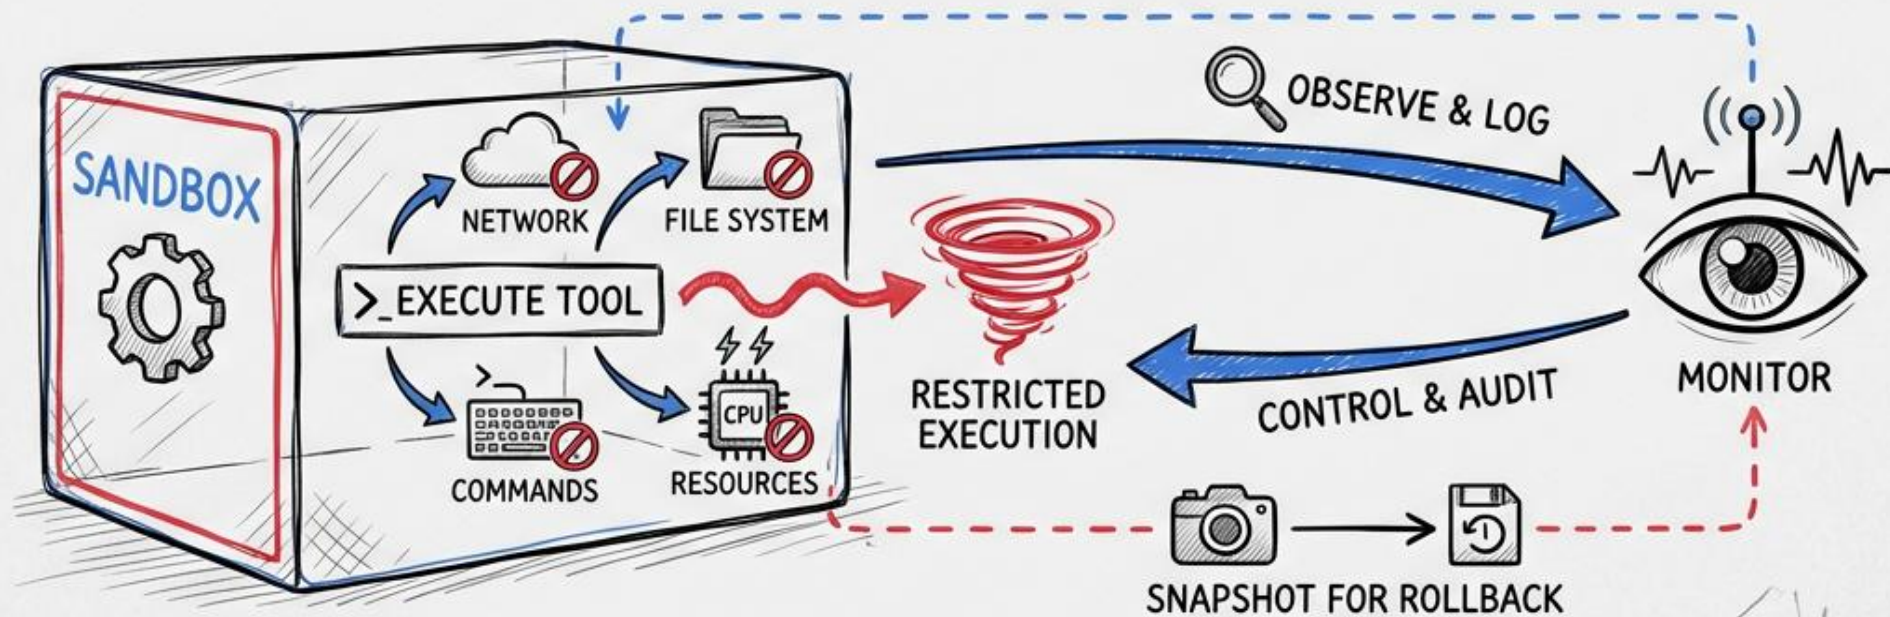 SANDBOX
NETWORK
FILE SYSTEM
>_EXECUTE TOOL
COMMANDS
CPU
RESOURCES
RESTRICTED
EXECUTION
OBSERVE & LOG
CONTROL & AUDIT
MONITOR
SNAPSHOT FOR ROLLBACK